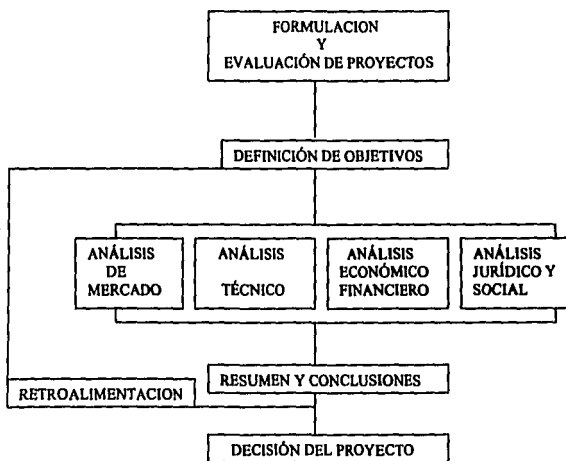 FORMULACION
Y
EVALUACIÓN DE PROYECTOS
DEFINICIÓN DE OBJETIVOS
ANÁLISIS
DE
MERCADO
ANÁLISIS
TÉCNICO
ANÁLISIS
ECONÓMICO
FINANCIERO
ANÁLISIS
JURÍDICO Y
SOCIAL
RESUMEN Y CONCLUSIONES
RETROALIMENTACION
DECISIÓN DEL PROYECTO